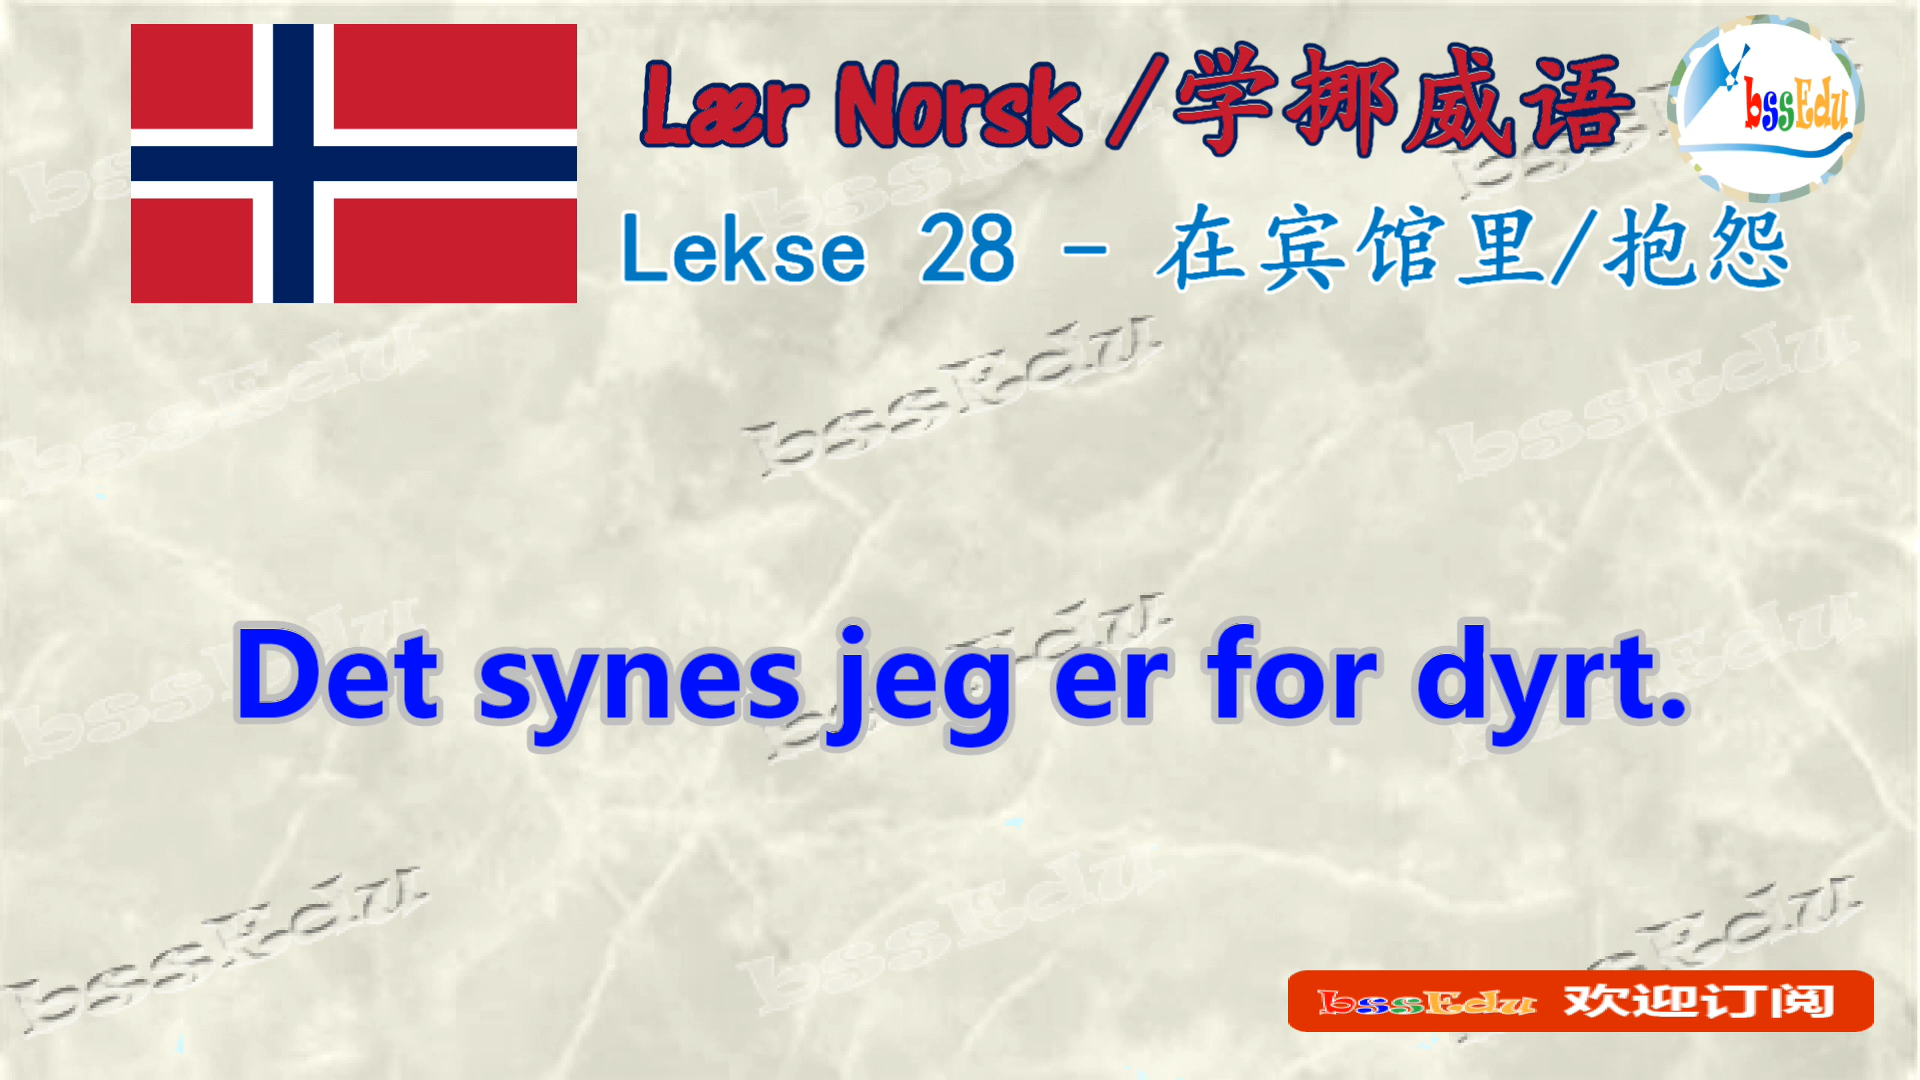 Lær Norsk /学挪威语
bssEdu
Lekse 28 - 在宾馆里/抱怨
Det synes jeg er for dyrt.
bssEdu 欢迎订阅